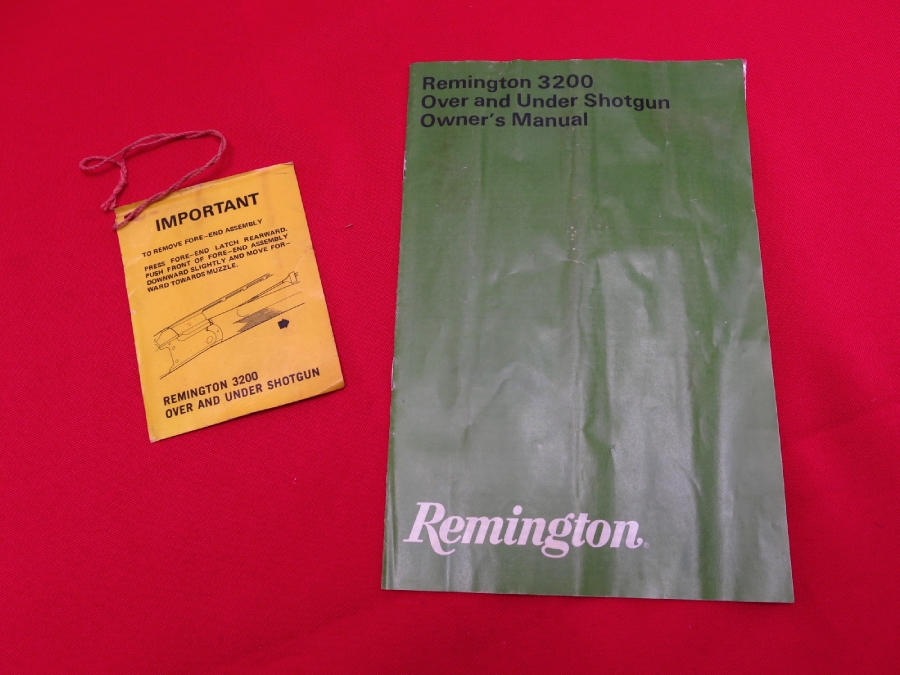 IMPORTANT
TO REMOVE FORE-END ASSEMBLY
PRESS FORE-END LATCH REARWARD.
PUSH FRONT OF FORE-END ASSEMBLY
DOWNWARD SLIGHTLY AND MOVE FOR-
WARD TOWARDS MUZZLE.
REMINGTON 3200
OVER AND UNDER SHOTGUN
Remington 3200
Over and Under Shotgun
Owner's Manual
Remington®